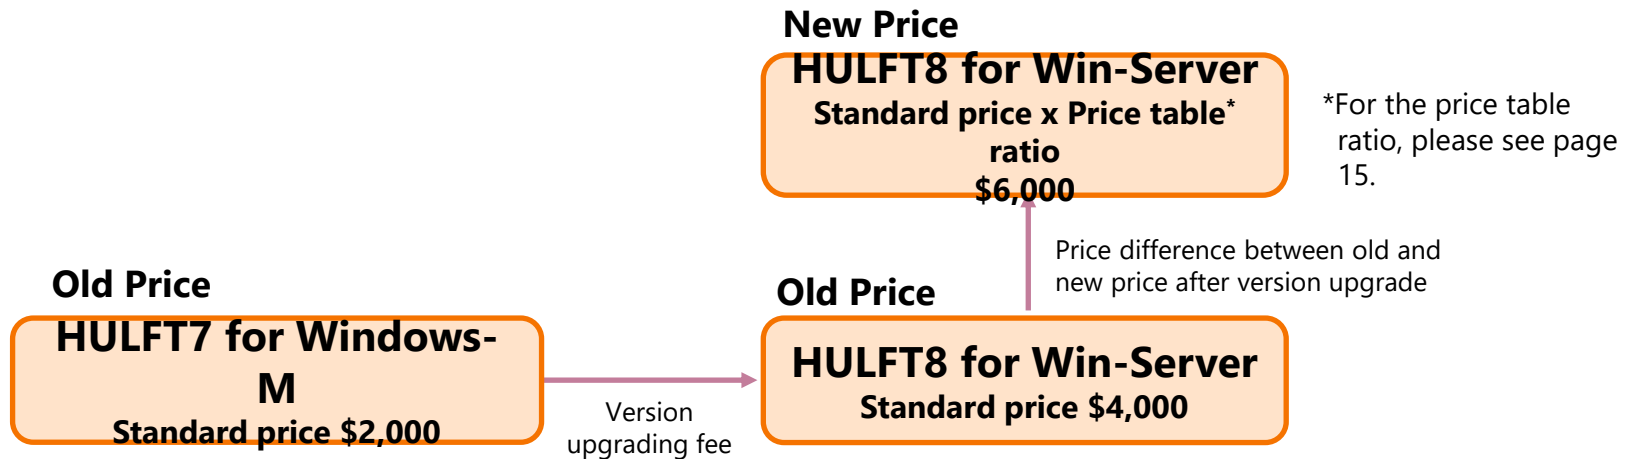 New Price
HULFT8 for Win-Server
Standard price x Price table*
ratio
$6,000
*For the price table
ratio, please see page
15.
Price difference between old and
new price after version upgrade
Old Price
HULFT7 for Windows-
M
Standard price $2,000
Version
upgrading fee
Old Price
HULFT8 for Win-Server
Standard price $4,000